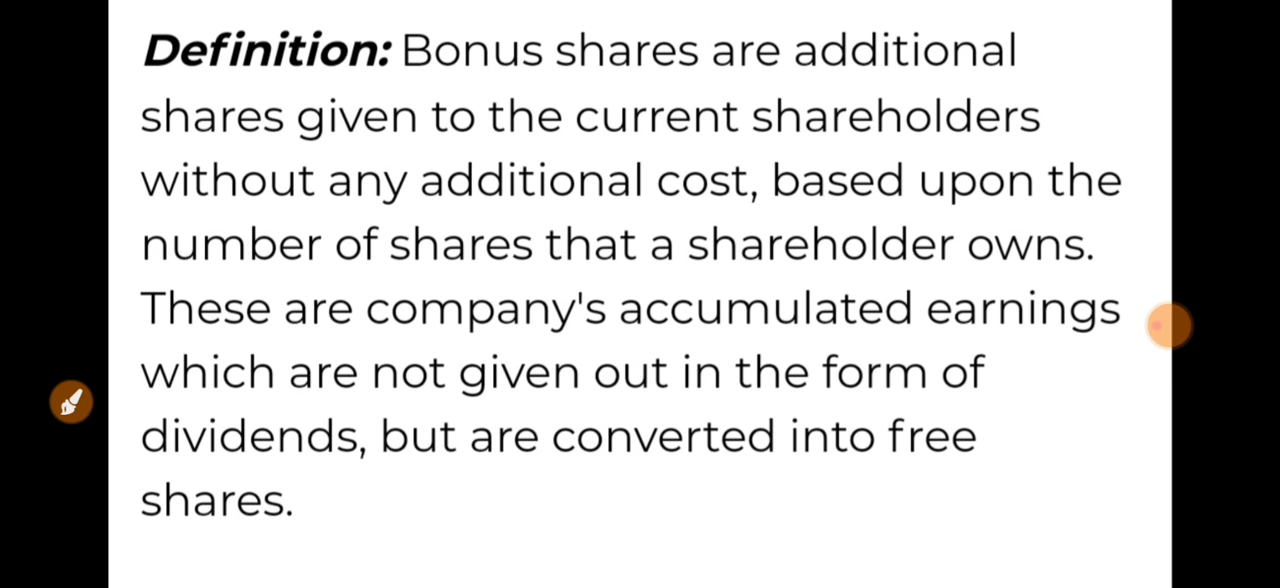 Definition: Bonus shares are additional
shares given to the current shareholders
without any additional cost, based upon the
number of shares that a shareholder owns.
These are company's accumulated earnings
which are not given out in the form of
dividends, but are converted into free
shares.